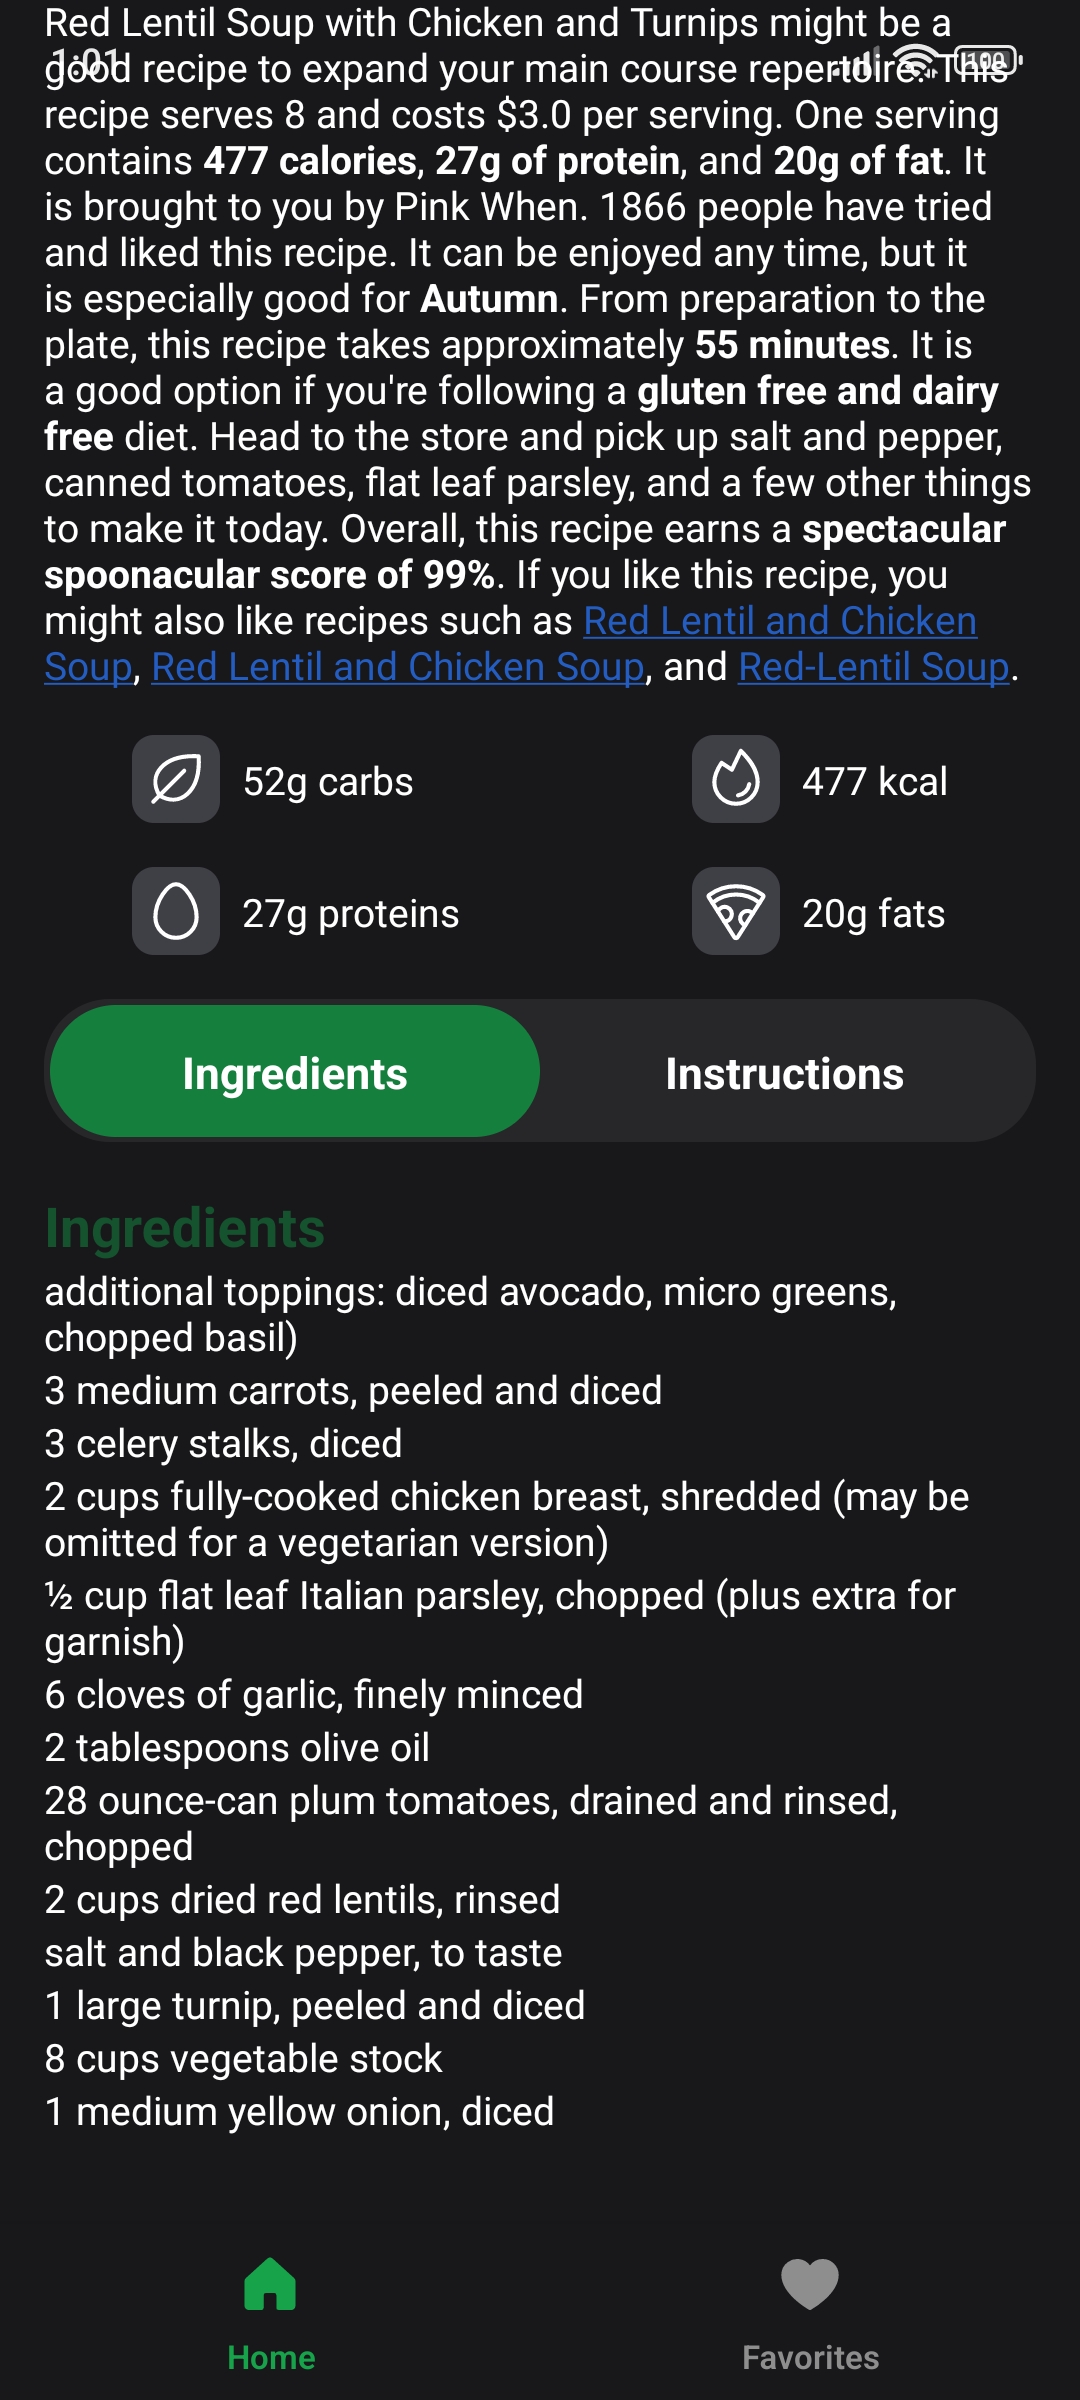 Red Lentil Soup with Chicken and Turnips might be a
1:01
good recipe to expand your main course repertoire. This
100
recipe serves 8 and costs $3.0 per serving. One serving
contains 477 calories, 27g of protein, and 20g of fat. It
is brought to you by Pink When. 1866 people have tried
and liked this recipe. It can be enjoyed any time, but it
is especially good for Autumn. From preparation to the
plate, this recipe takes approximately 55 minutes. It is
a good option if you're following a gluten free and dairy
free diet. Head to the store and pick up salt and pepper,
canned tomatoes, flat leaf parsley, and a few other things
to make it today. Overall, this recipe earns a spectacular
spoonacular score of 99%. If you like this recipe, you
might also like recipes such as Red Lentil and Chicken
Soup, Red Lentil and Chicken Soup, and Red-Lentil Soup.
52g carbs
477 kcal
27g proteins
20g fats
Ingredients
Instructions
Ingredients
additional toppings: diced avocado, micro greens,
chopped basil)
3 medium carrots, peeled and diced
3 celery stalks, diced
2 cups fully-cooked chicken breast, shredded (may be
omitted for a vegetarian version)
½ cup flat leaf Italian parsley, chopped (plus extra for
garnish)
6 cloves of garlic, finely minced
2 tablespoons olive oil
28 ounce-can plum tomatoes, drained and rinsed,
chopped
2 cups dried red lentils, rinsed
salt and black pepper, to taste
1 large turnip, peeled and diced
8 cups vegetable stock
1 medium yellow onion, diced
Home
Favorites